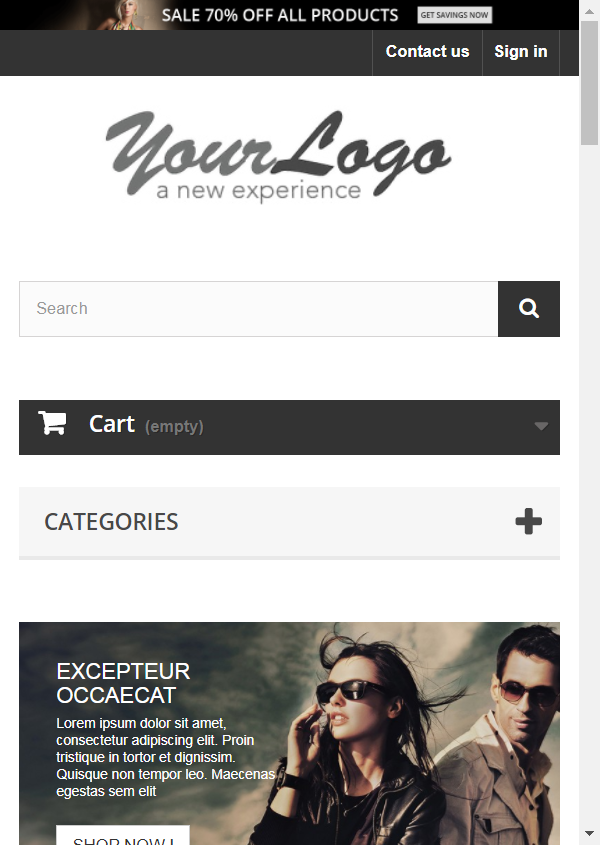 SALE 70% OFF ALL PRODUCTS GET SAVINGS NOW
Contact us Sign in
YourLogo
a new experience
Search
Cart (empty)
CATEGORIES
EXCEPTEUR
OCCAECAT
Lorem ipsum dolor sit amet,
consectetur adipiscing elit. Proin
tristique in tortor et dignissim.
Quisque non tempor leo. Maecenas
egestas sem elit
SHOP NOW !